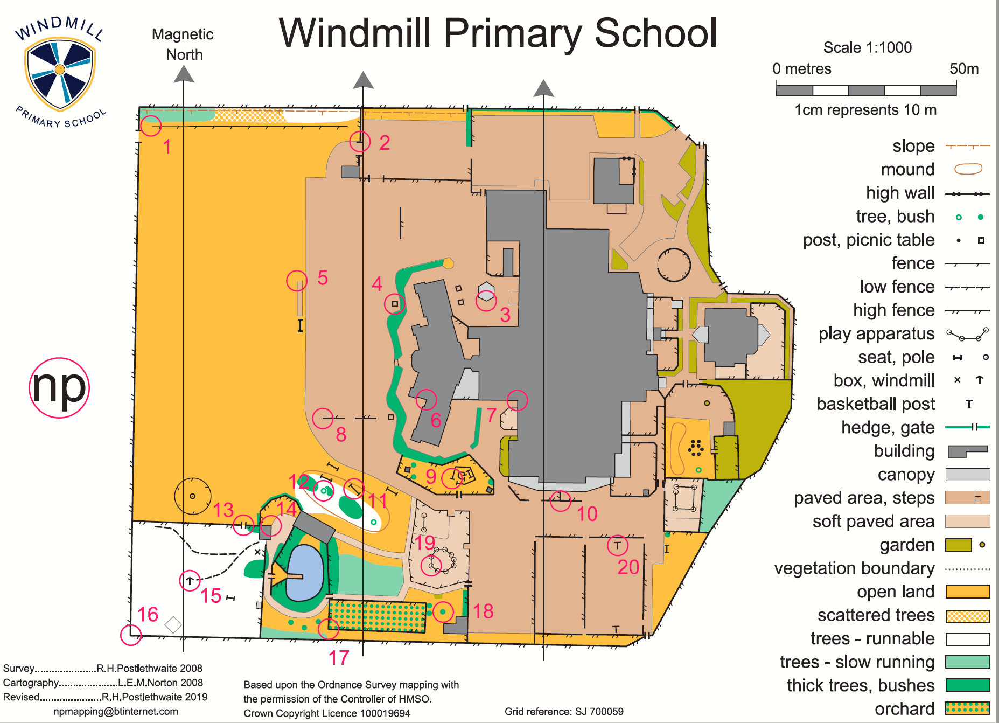 WINDMILL
PRIMARY SCHOOL
Magnetic
North
Windmill Primary School
Scale 1:1000
0 metres 50m
1cm represents 10 m
slope
mound
high wall
tree, bush
post, picnic table
fence
low fence
high fence
play apparatus
seat, pole
box, windmill
basketball post
hedge, gate
building
canopy
paved area, steps
soft paved area
garden
vegetation boundary
open land
scattered trees
trees - runnable
trees - slow running
thick trees, bushes
orchard
np
1
2
3
4
5
6
7
8
9
10
11
12
13
14
15
16
17
18
19
20
Survey......................R.H.Postlethwaite 2008
Cartography.....................L.E.M.Norton 2008
Revised......................R.H.Postlethwaite 2019
npmapping@btinternet.com
Based upon the Ordnance Survey mapping with
the permission of the Controller of HMSO.
Crown Copyright Licence 100019694
Grid reference: SJ 700059